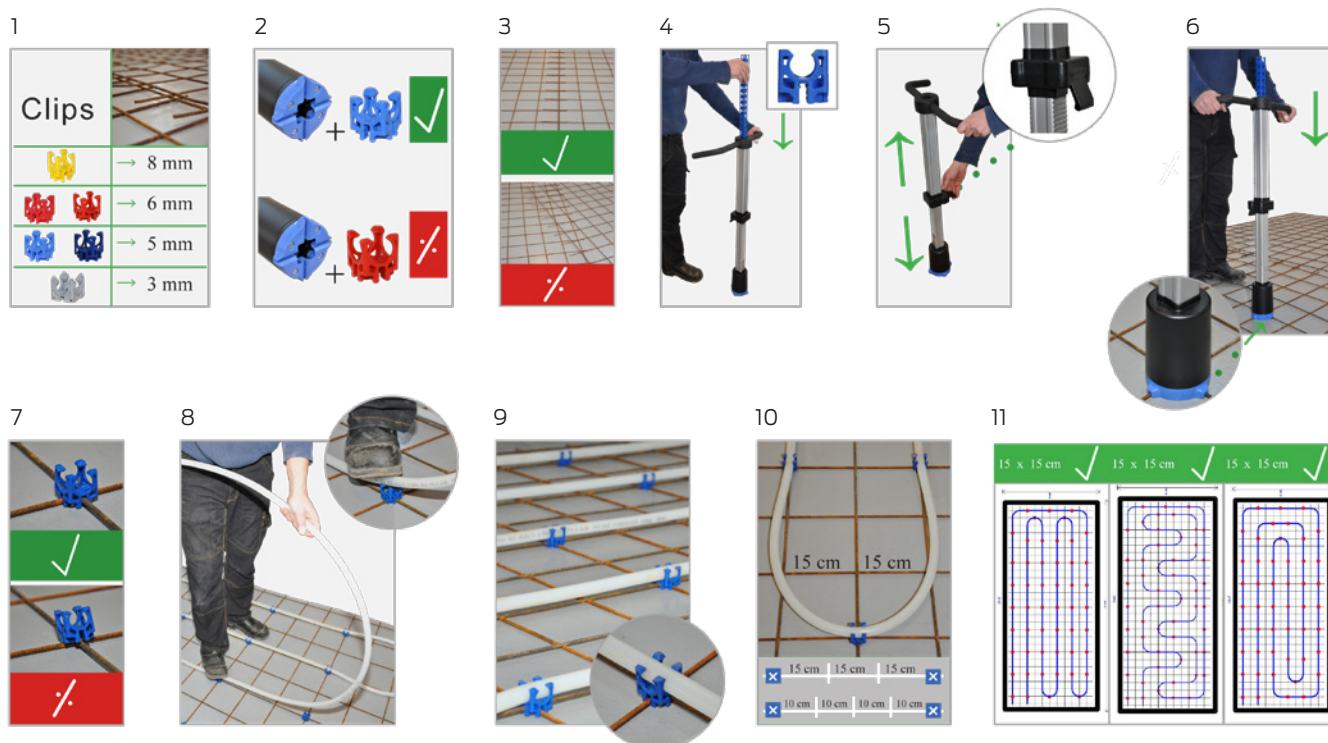 1
2
3
4
5
6
Clips
→ 8 mm
→ 6 mm
→ 5 mm
→ 3 mm
+
+
7
8
9
10
11
15 cm 15 cm
15 cm 15 cm 15 cm
10 cm 10 cm 10 cm 10 cm
15 x 15 cm 15 x 15 cm 15 x 15 cm